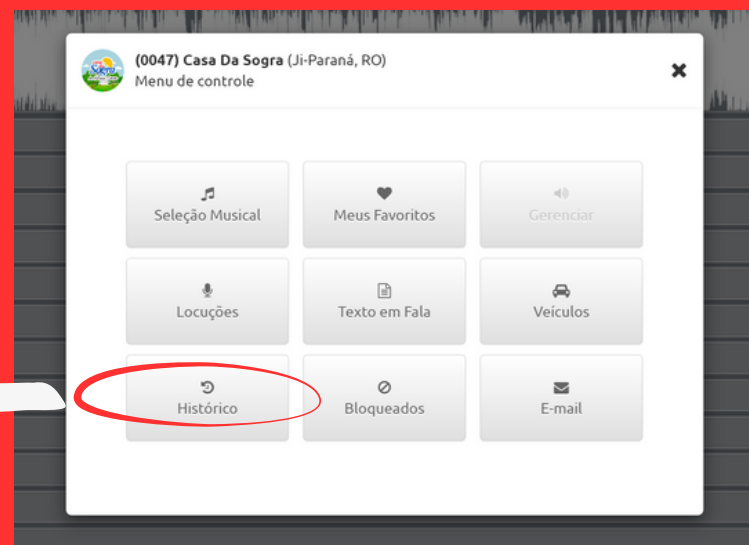 (0047) Casa Da Sogra (Ji-Paraná, RO)
Menu de controle
Seleção Musical
Meus Favoritos
Gerenciar
Locuções
Texto em Fala
Veículos
Histórico
Bloqueados
E-mail